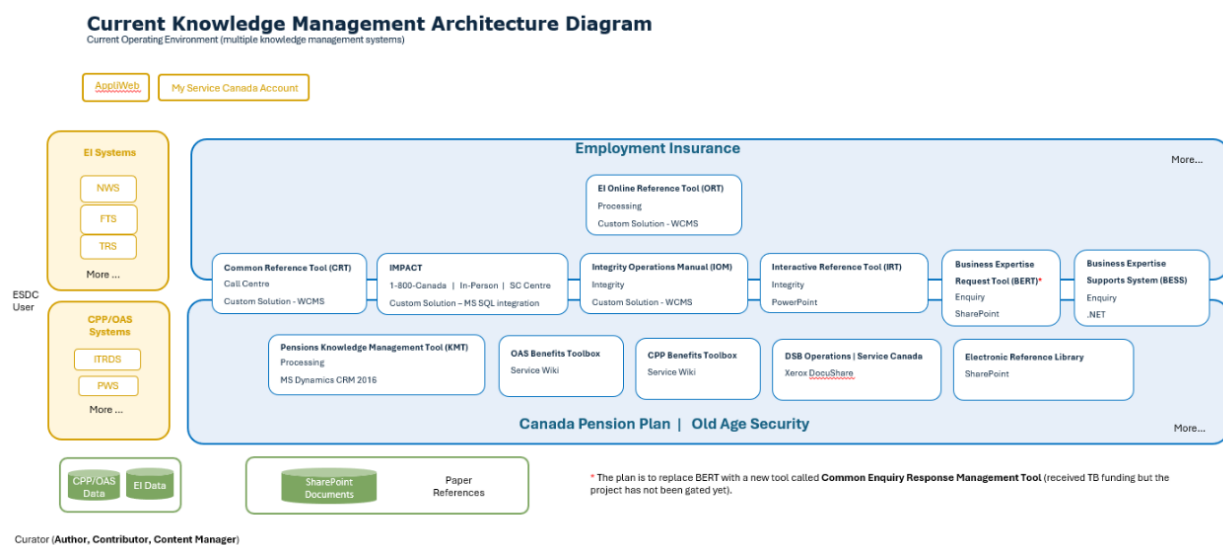 Current Knowledge Management Architecture Diagram
Current Operating Environment (multiple knowledge management systems)
AppliWeb
My Service Canada Account
EI Systems
NWS
FTS
TRS
More ...
ESDC
User
CPP/OAS
Systems
ITRDS
PWS
More ...
Employment Insurance
More...
EI Online Reference Tool (ORT)
Processing
Custom Solution - WCMS
Common Reference Tool (CRT)
Call Centre
Custom Solution - WCMS
IMPACT
1-800-Canada | In-Person | SC Centre
Custom Solution – MS SQL integration
Integrity Operations Manual (IOM)
Integrity
Custom Solution - WCMS
Interactive Reference Tool (IRT)
Integrity
PowerPoint
Business Expertise
Request Tool (BERT)*
Enquiry
SharePoint
Business Expertise
Supports System (BESS)
Enquiry
.NET
Pensions Knowledge Management Tool (KMT)
Processing
MS Dynamics CRM 2016
OAS Benefits Toolbox
Service Wiki
CPP Benefits Toolbox
Service Wiki
DSB Operations | Service Canada
Xerox DocuShare
Electronic Reference Library
SharePoint
Canada Pension Plan | Old Age Security
More...
CPP/OAS
Data
EI Data
SharePoint
Documents
Paper
References
* The plan is to replace BERT with a new tool called Common Enquiry Response Management Tool (received TB funding but the
project has not been gated yet).
Curator (Author, Contributor, Content Manager)